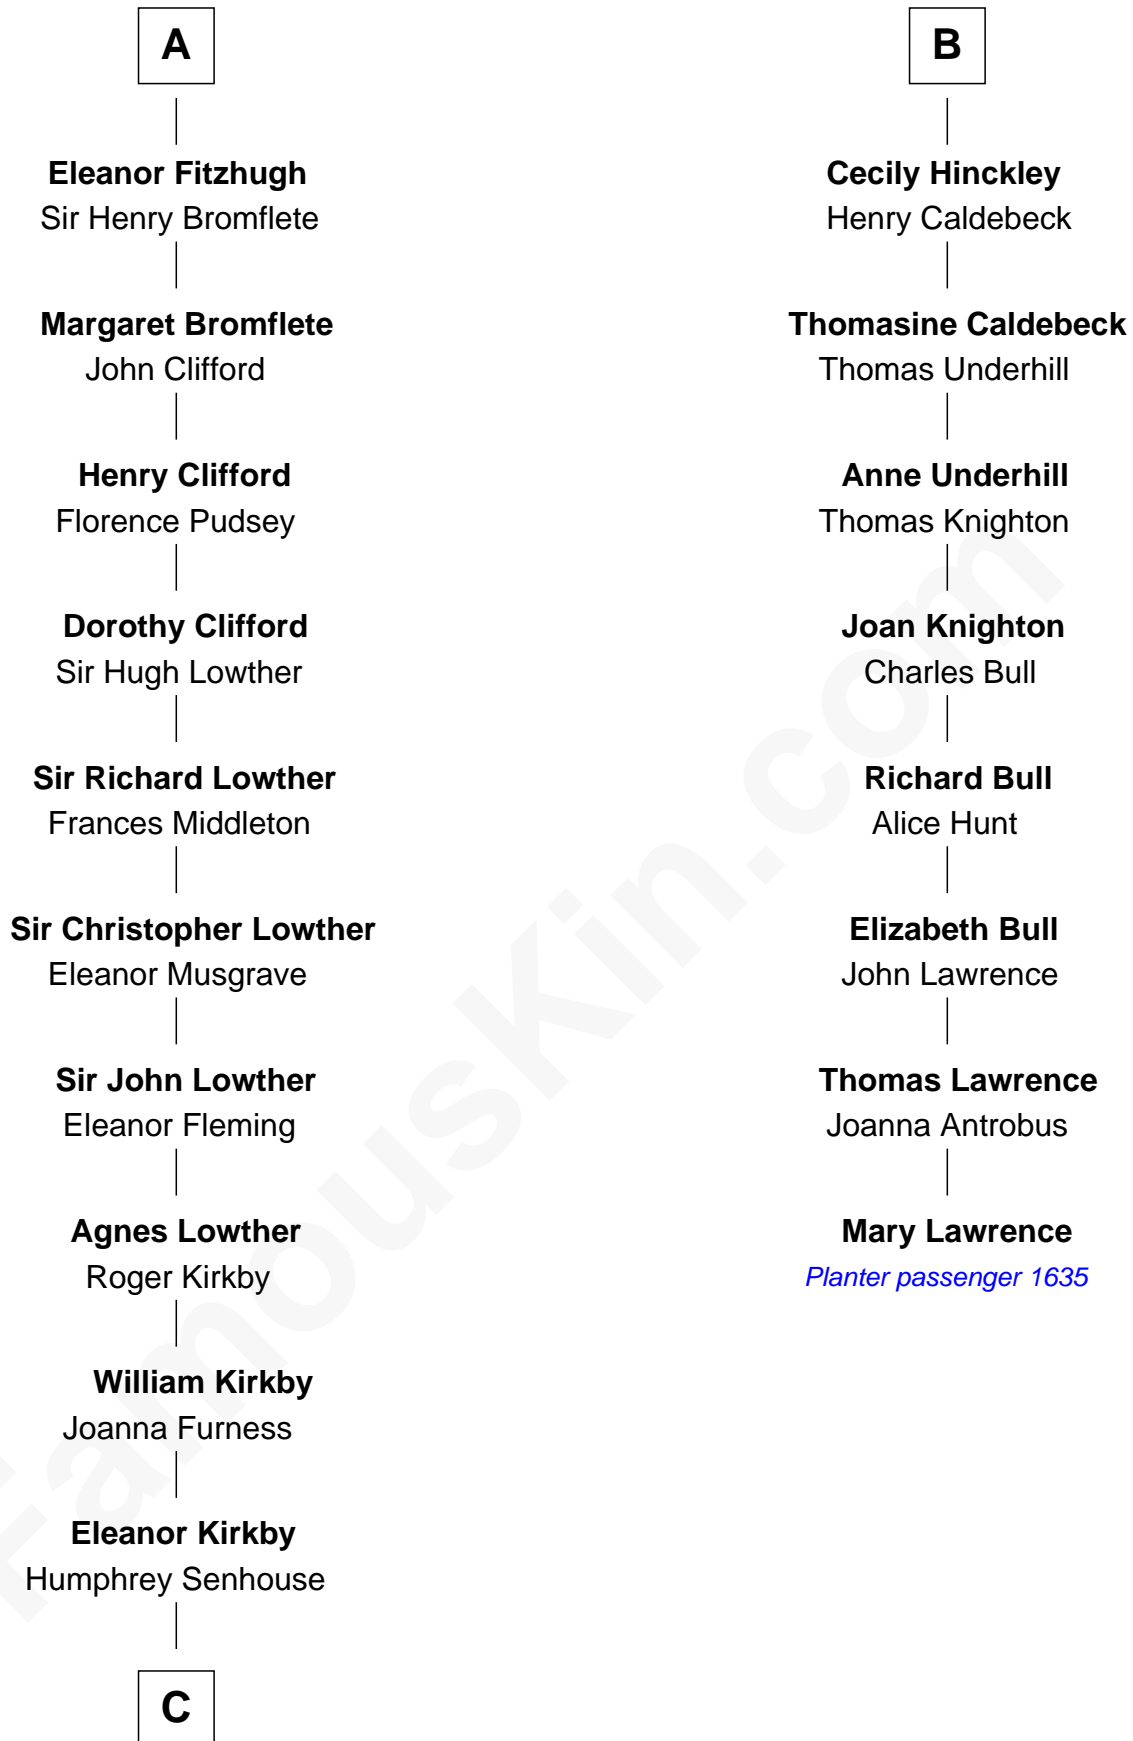 A
Eleanor Fitzhugh
Sir Henry Bromflete
Margaret Bromflete
John Clifford
Henry Clifford
Florence Pudsey
Dorothy Clifford
Sir Hugh Lowther
Sir Richard Lowther
Frances Middleton
Sir Christopher Lowther
Eleanor Musgrave
Sir John Lowther
Eleanor Fleming
Agnes Lowther
Roger Kirkby
William Kirkby
Joanna Furness
Eleanor Kirkby
Humphrey Senhouse
C
B
Cecily Hinckley
Henry Caldebeck
Thomasine Caldebeck
Thomas Underhill
Anne Underhill
Thomas Knighton
Joan Knighton
Charles Bull
Richard Bull
Alice Hunt
Elizabeth Bull
John Lawrence
Thomas Lawrence
Joanna Antrobus
Mary Lawrence
Planter passenger 1635
FamousKin.com